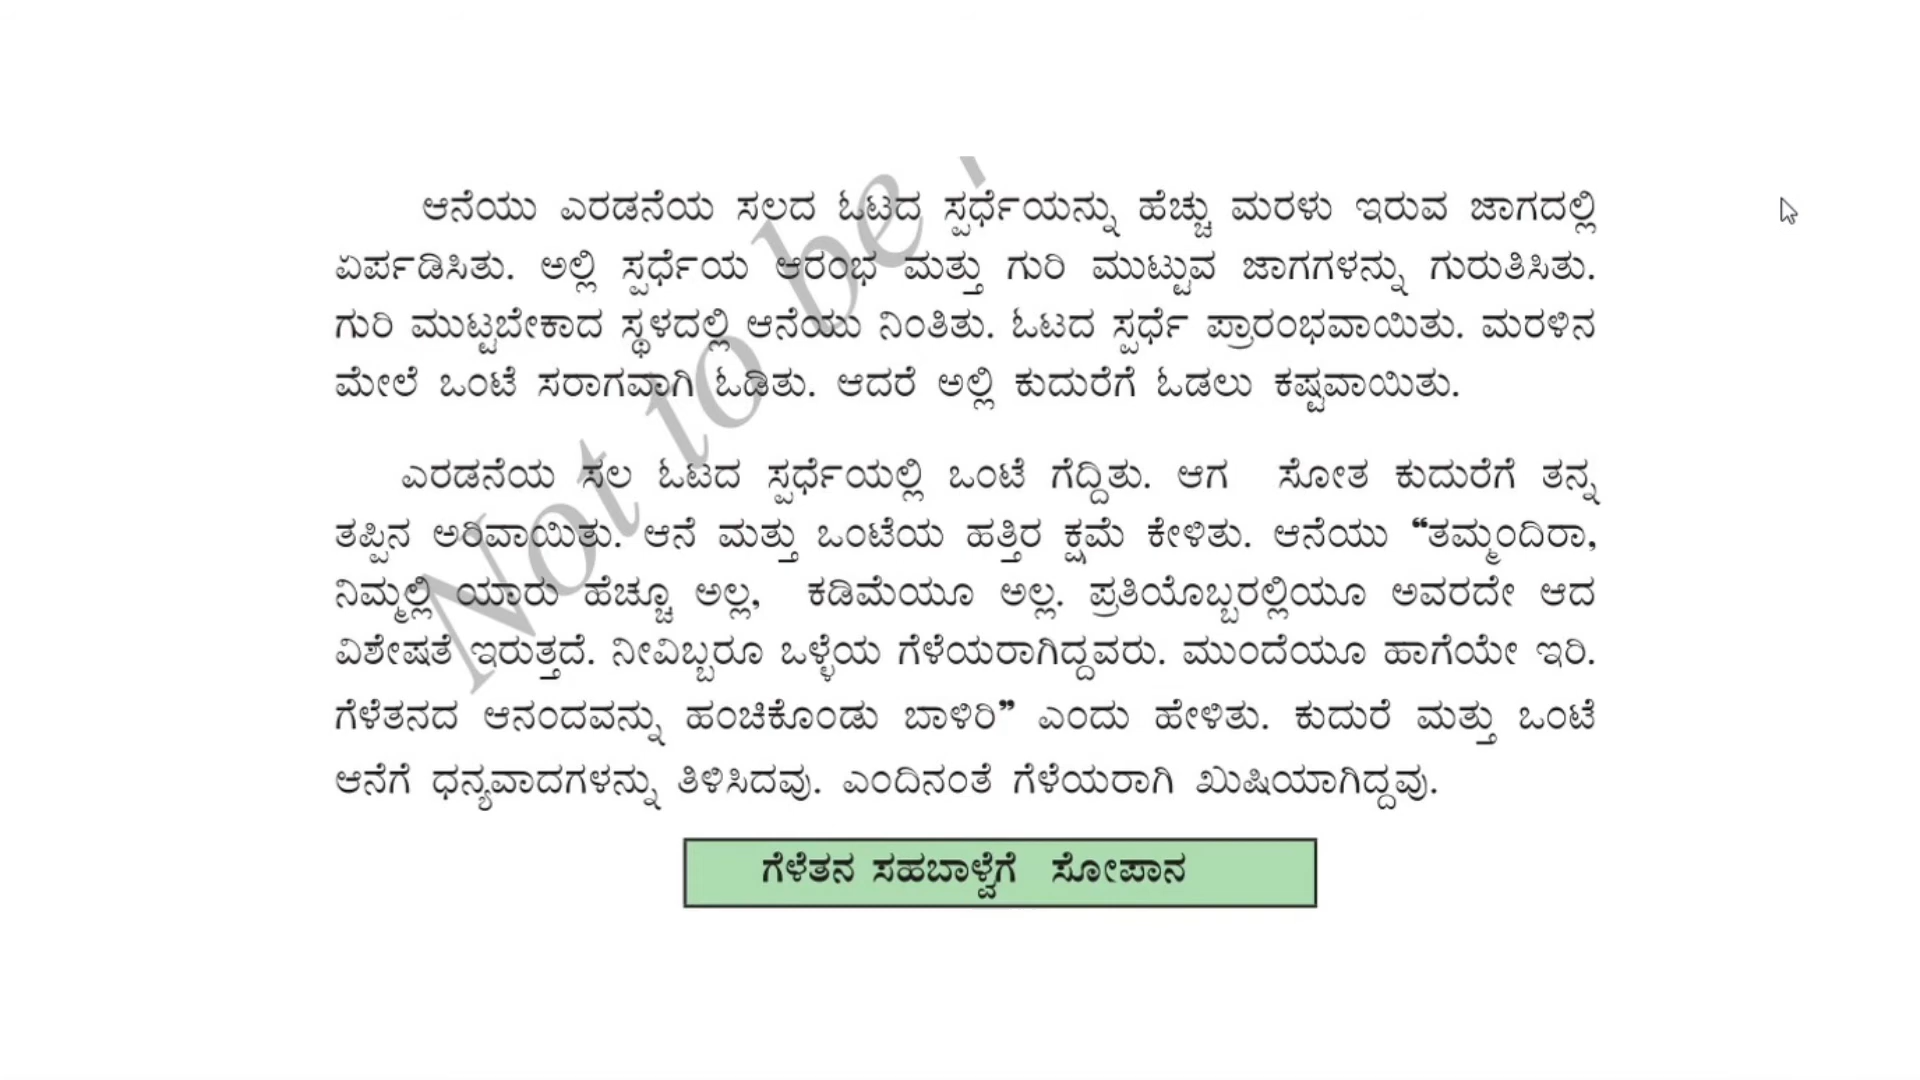 ಆನೆಯು ಎರಡನೆಯ ಸಲದ ಓಟದ ಸ್ಪರ್ಧೆಯನ್ನು ಹೆಚ್ಚು ಮರಳು ಇರುವ ಜಾಗದಲ್ಲಿ
ಏರ್ಪಡಿಸಿತು. ಅಲ್ಲಿ ಸ್ಪರ್ಧೆಯ ಆರಂಭ ಮತ್ತು ಗುರಿ ಮುಟ್ಟುವ ಜಾಗಗಳನ್ನು ಗುರುತಿಸಿತು.
ಗುರಿ ಮುಟ್ಟಬೇಕಾದ ಸ್ಥಳದಲ್ಲಿ ಆನೆಯು ನಿಂತಿತು. ಓಟದ ಸ್ಪರ್ಧೆ ಪ್ರಾರಂಭವಾಯಿತು. ಮರಳಿನ
ಮೇಲೆ ಒಂಟೆ ಸರಾಗವಾಗಿ ಓಡಿತು. ಆದರೆ ಅಲ್ಲಿ ಕುದುರೆಗೆ ಓಡಲು ಕಷ್ಟವಾಯಿತು.
ಎರಡನೆಯ ಸಲ ಓಟದ ಸ್ಪರ್ಧೆಯಲ್ಲಿ ಒಂಟೆ ಗೆದ್ದಿತು. ಆಗ ಸೋತ ಕುದುರೆಗೆ ತನ್ನ
ತಪ್ಪಿನ ಅರಿವಾಯಿತು. ಆನೆ ಮತ್ತು ಒಂಟೆಯ ಹತ್ತಿರ ಕ್ಷಮೆ ಕೇಳಿತು. ಆನೆಯು “ತಮ್ಮಂದಿರಾ,
ನಿಮ್ಮಲ್ಲಿ ಯಾರು ಹೆಚ್ಚೂ ಅಲ್ಲ, ಕಡಿಮೆಯೂ ಅಲ್ಲ. ಪ್ರತಿಯೊಬ್ಬರಲ್ಲಿಯೂ ಅವರದೇ ಆದ
ವಿಶೇಷತೆ ಇರುತ್ತದೆ. ನೀವಿಬ್ಬರೂ ಒಳ್ಳೆಯ ಗೆಳೆಯರಾಗಿದ್ದವರು. ಮುಂದೆಯೂ ಹಾಗೆಯೇ ಇರಿ.
ಗೆಳೆತನದ ಆನಂದವನ್ನು ಹಂಚಿಕೊಂಡು ಬಾಳಿರಿ” ಎಂದು ಹೇಳಿತು. ಕುದುರೆ ಮತ್ತು ಒಂಟೆ
ಆನೆಗೆ ಧನ್ಯವಾದಗಳನ್ನು ತಿಳಿಸಿದವು. ಎಂದಿನಂತೆ ಗೆಳೆಯರಾಗಿ ಖುಷಿಯಾಗಿದ್ದವು.
ಗೆಳೆತನ ಸಹಬಾಳ್ವೆಗೆ ಸೋಪಾನ
Not to be